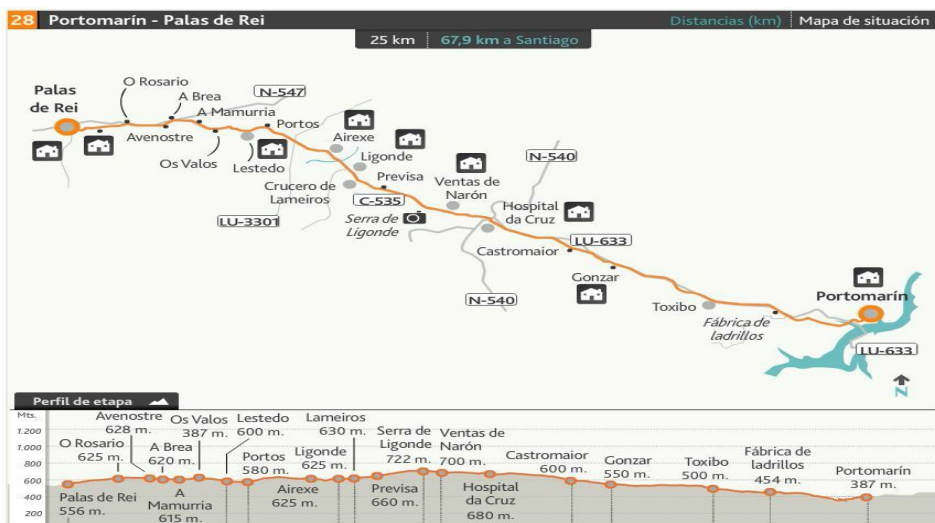 28 Portomarín - Palas de Rei
Distancias (km) Mapa de situación
25 km 67,9 km a Santiago
O Rosario
A Brea
N-547
Palas
de Rei
A Mamurria
Portos
Avenostre
Airexe
Os Valos
Lestedo
Ligonde
N-540
Previsa
Ventas de
Narón
Crucero de
Lameiros
C-535
Hospital
da Cruz
LU-3301
Serra de
Ligonde
LU-633
Castromaior
Gonzar
N-540
Portomarín
Toxibo
Fábrica de
ladrillos
LU-633
N
Perfil de etapa
Mts.
1.200
1.000
800
600
400
200
Avenostre
628 m.
Os Valos
387 m.
Lestedo
600 m.
Lameiros
630 m.
O Rosario
625 m.
A Brea
620 m.
Portos
580 m.
Ligonde
625 m.
Serra de
Ligonde
722 m.
Ventas de
Narón
700 m.
Castromaior
600 m.
Gonzar
550 m.
Toxibo
500 m.
Fábrica de
ladrillos
454 m.
Portomarín
387 m.
Palas de Rei
556 m.
A
Mamurria
615 m.
Airexe
625 m.
Previsa
660 m.
Hospital
da Cruz
680 m.